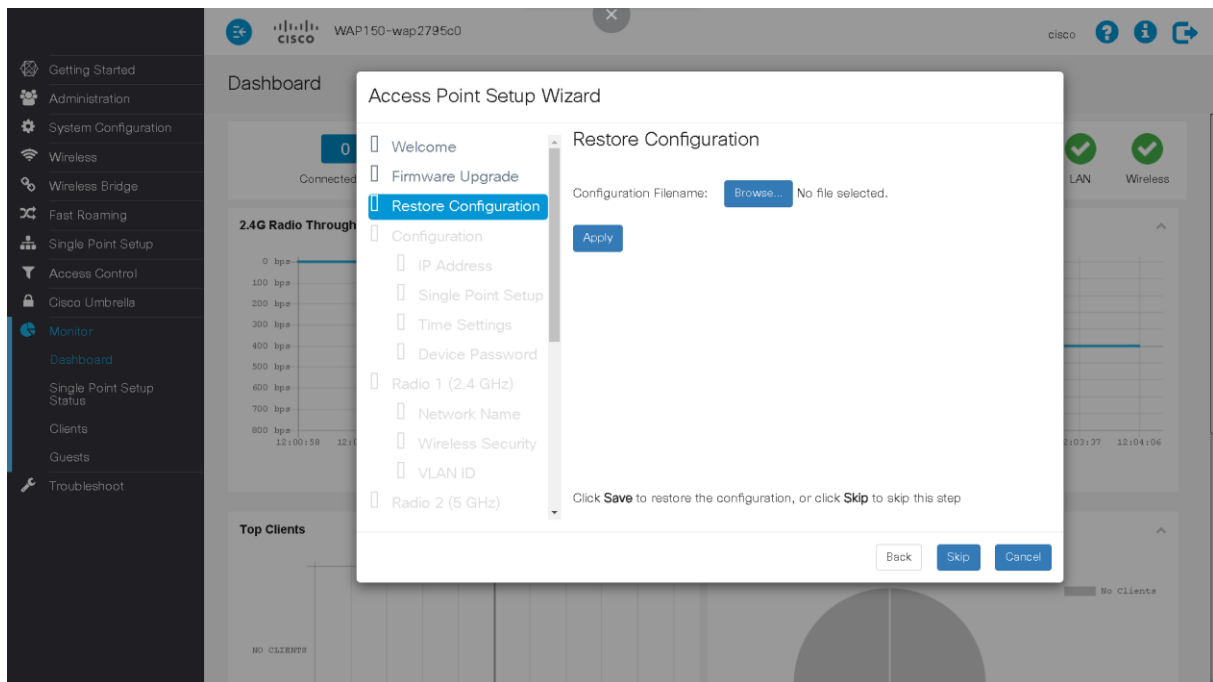 CISCO
WAP150-wap2795c0
cisco
Getting Started
Administration
System Configuration
Wireless
Wireless Bridge
Fast Roaming
Single Point Setup
Access Control
Cisco Umbrella
Monitor
Dashboard
Single Point Setup
Status
Clients
Guests
Troubleshoot
Dashboard
0
Connected
LAN
Wireless
2.4G Radio Through
0 bps
100 bps
200 bps
300 bps
400 bps
500 bps
600 bps
700 bps
800 bps
12:00:58
2:03:37
12:04:06
Top Clients
NO CLIENTS
No Clients
Access Point Setup Wizard
Welcome
Firmware Upgrade
Restore Configuration
Configuration
IP Address
Single Point Setup
Time Settings
Device Password
Radio 1 (2.4 GHz)
Network Name
Wireless Security
VLAN ID
Radio 2 (5 GHz)
Restore Configuration
Configuration Filename: Browse... No file selected.
Apply
Click Save to restore the configuration, or click Skip to skip this step
Back
Skip
Cancel